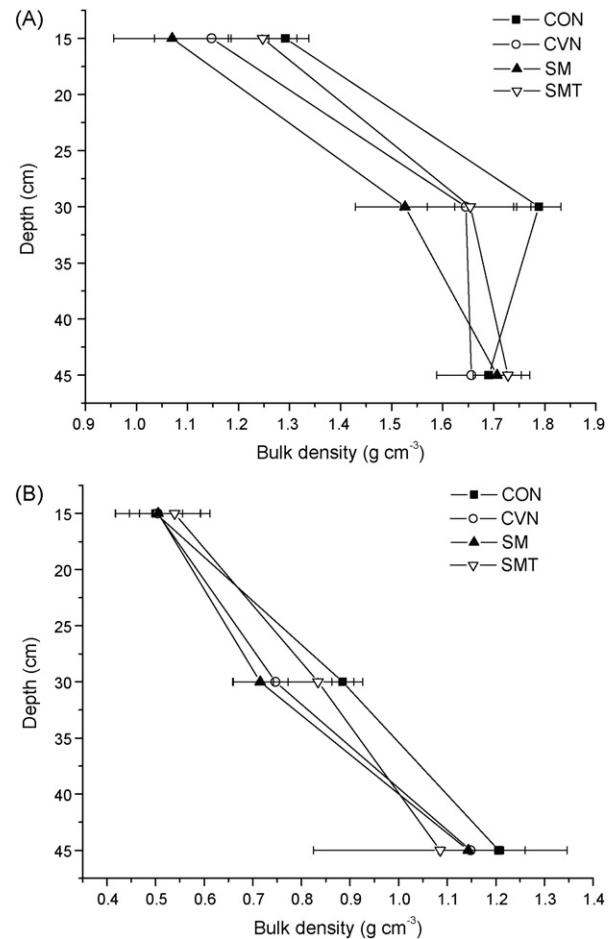 (A)
CON
CVN
SM
SMT
15
20
25
30
35
40
45
Depth (cm)
0.9 1.0 1.1 1.2 1.3 1.4 1.5 1.6 1.7 1.8 1.9
Bulk density (g cm⁻³)
(B)
CON
CVN
SM
SMT
15
20
25
30
35
40
45
Depth (cm)
0.4 0.5 0.6 0.7 0.8 0.9 1.0 1.1 1.2 1.3 1.4
Bulk density (g cm⁻³)